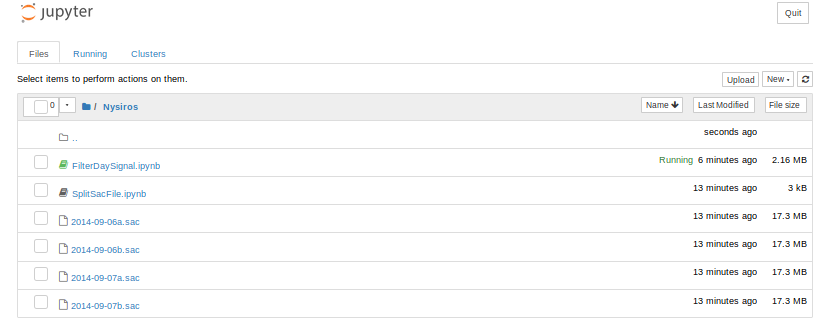 jupyter Quit
Files Running Clusters
Select items to perform actions on them. Upload New
0 / Nysiros Name Last Modified File size
.. seconds ago
FilterDaySignal.ipynb Running 6 minutes ago 2.16 MB
SplitSacFile.ipynb 13 minutes ago 3 kB
2014-09-06a.sac 13 minutes ago 17.3 MB
2014-09-06b.sac 13 minutes ago 17.3 MB
2014-09-07a.sac 13 minutes ago 17.3 MB
2014-09-07b.sac 13 minutes ago 17.3 MB